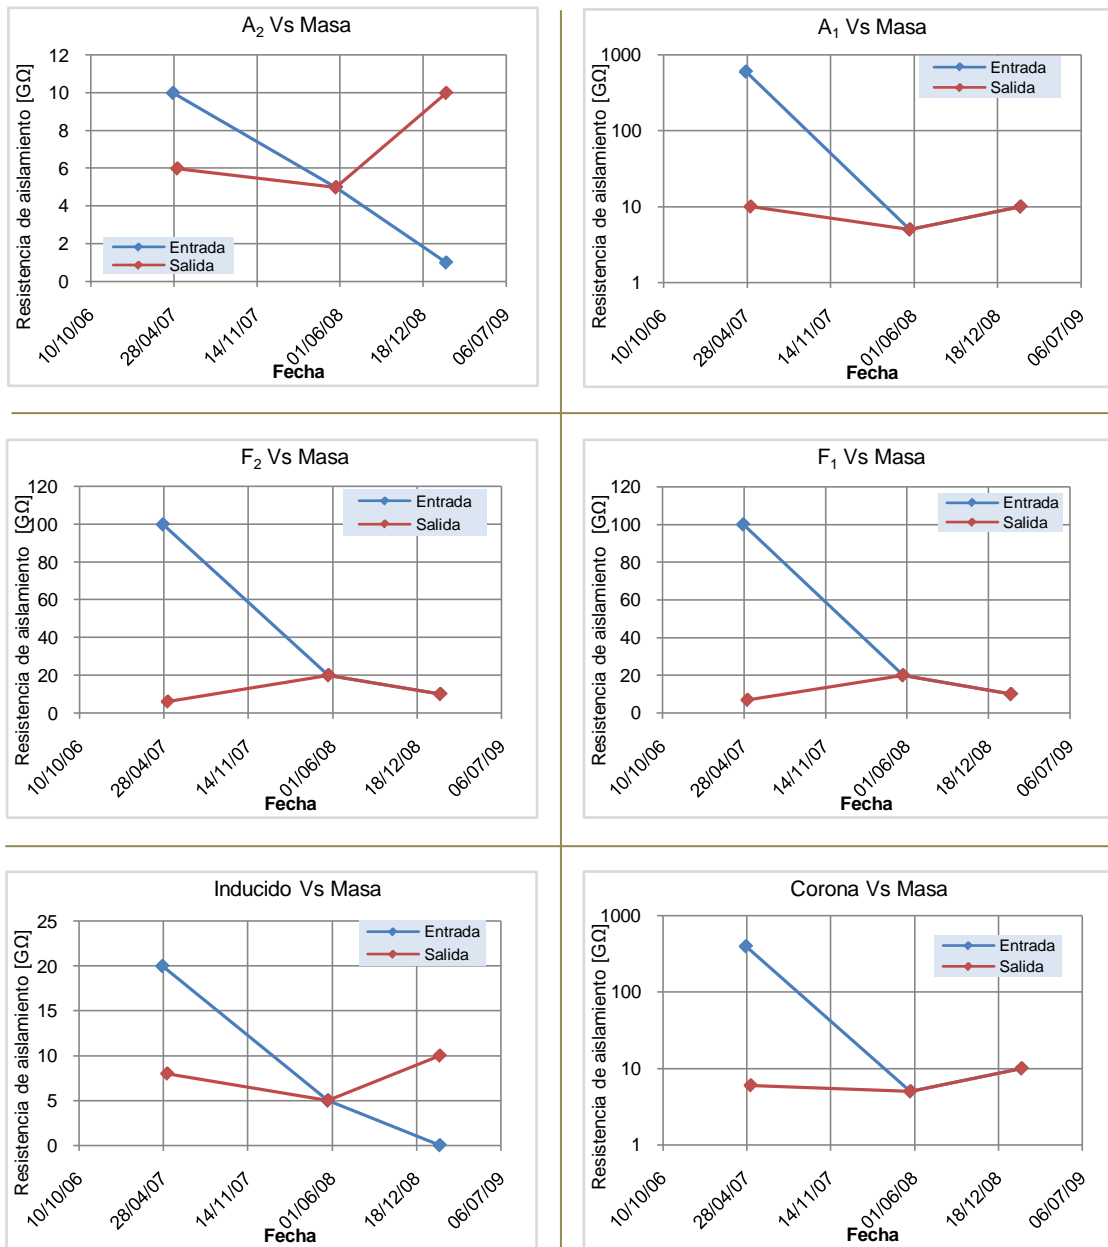 A₂ Vs Masa
Resistencia de aislamiento [GΩ]
12
10
8
6
4
2
0
Entrada
Salida
10/10/06
28/04/07
14/11/07
01/06/08
18/12/08
06/07/09
Fecha
A₁ Vs Masa
Resistencia de aislamiento [GΩ]
1000
100
10
1
Entrada
Salida
10/10/06
28/04/07
14/11/07
01/06/08
18/12/08
06/07/09
Fecha
F₂ Vs Masa
Resistencia de aislamiento [GΩ]
120
100
80
60
40
20
0
Entrada
Salida
10/10/06
28/04/07
14/11/07
01/06/08
18/12/08
06/07/09
Fecha
F₁ Vs Masa
Resistencia de aislamiento [GΩ]
120
100
80
60
40
20
0
Entrada
Salida
10/10/06
28/04/07
14/11/07
01/06/08
18/12/08
06/07/09
Fecha
Inducido Vs Masa
Resistencia de aislamiento [GΩ]
25
20
15
10
5
0
Entrada
Salida
10/10/06
28/04/07
14/11/07
01/06/08
18/12/08
06/07/09
Fecha
Corona Vs Masa
Resistencia de aislamiento [GΩ]
1000
100
10
1
Entrada
Salida
10/10/06
28/04/07
14/11/07
01/06/08
18/12/08
06/07/09
Fecha